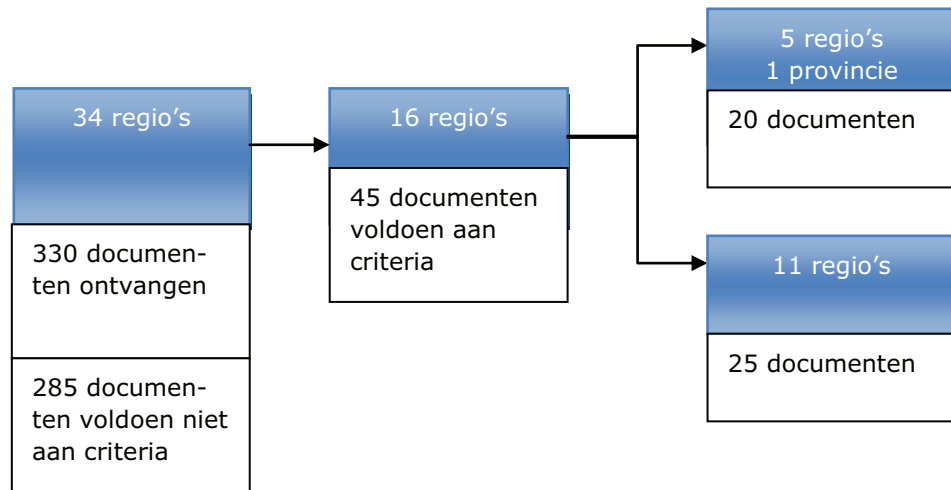 34 regio's
330 documen-
ten ontvangen
285 documen-
ten voldoen niet
aan criteria
16 regio's
45 documenten
voldoen aan
criteria
5 regio's
1 provincie
20 documenten
11 regio's
25 documenten